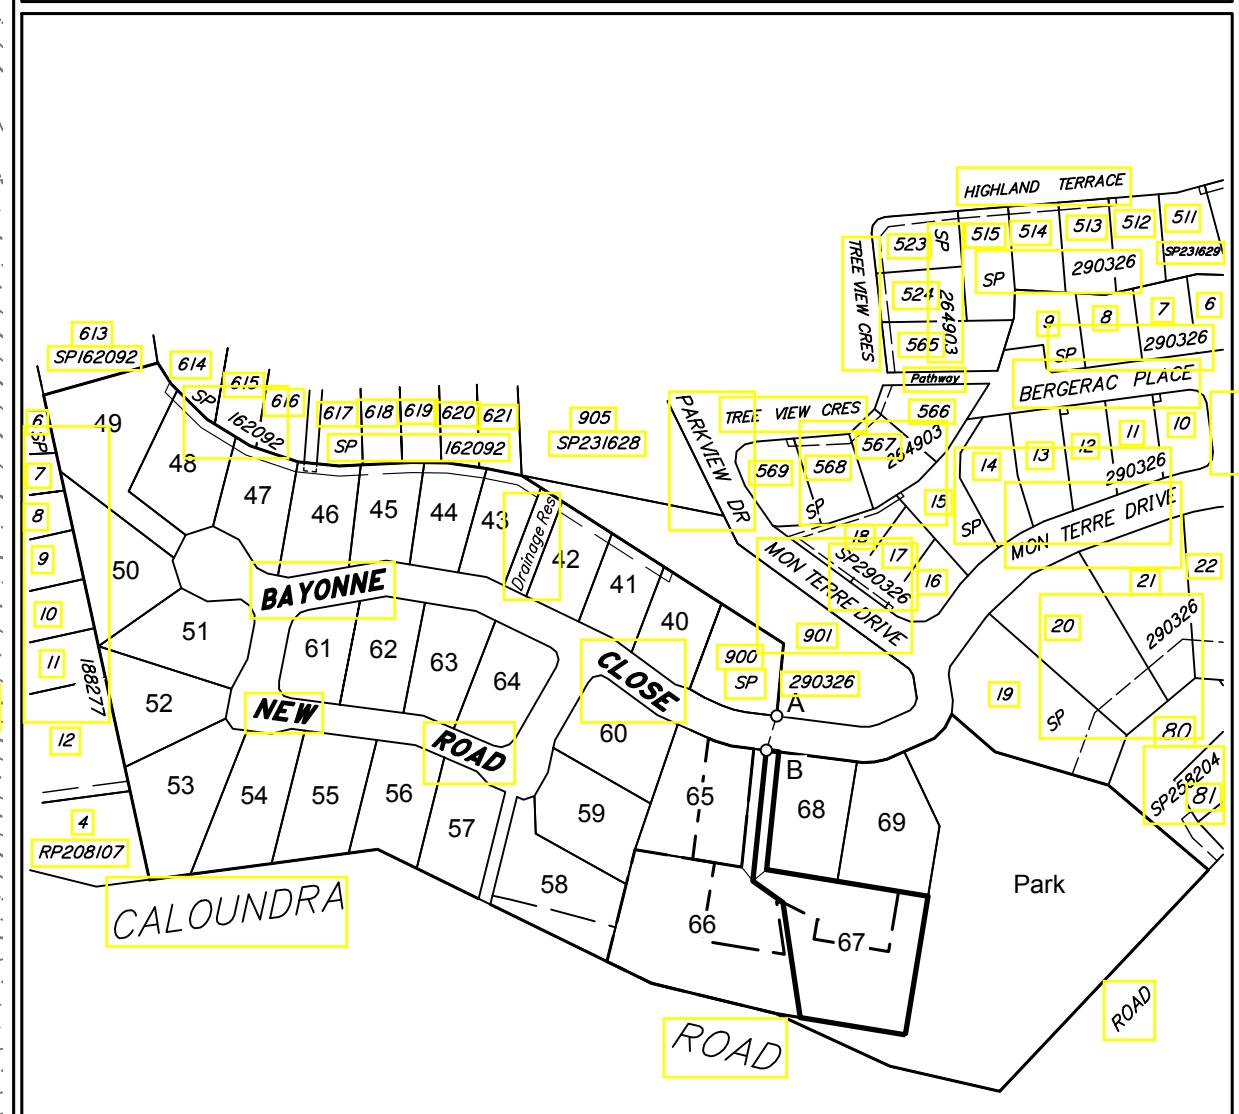 HIGHLAND TERRACE
523
SP
515
514
513
512
511
SP231629
TREE VIEW CRES
290326
SP
524
264903
565
9
8
7
6
SP
290326
613
SP162092
614
615
616
SP
162092
617
618
619
620
621
SP
162092
905
SP231628
PARKVIEW DR
Pathway
BERGERAC PLACE
TREE VIEW CRES
566
567
264903
568
569
SP
10
11
12
13
14
290326
SP
15
MON TERRE DRIVE
18
17
16
SP290326
MON TERRE DRIVE
901
22
21
20
290326
19
SP
80
SP258204
81
6
SP
7
8
9
10
11
188277
12
4
RP208107
49
48
47
46
45
44
43
Drainage Res
42
41
40
900
SP
290326
A
B
50
51
52
53
54
55
56
57
58
59
60
61
62
63
64
65
66
67
68
69
BAYONNE
CLOSE
NEW
ROAD
Park
CALOUNDRA
ROAD
ROAD